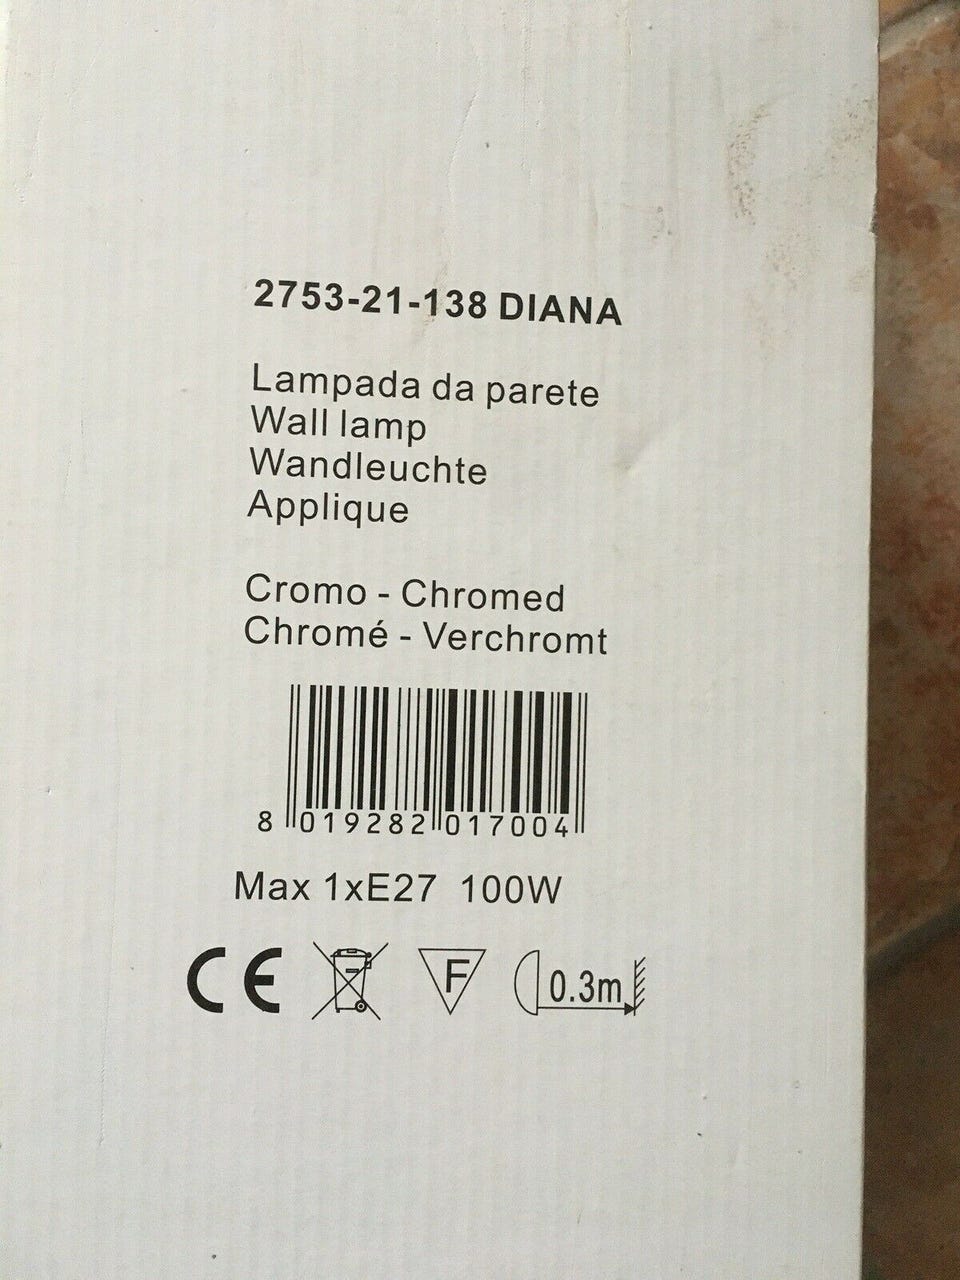 2753-21-138 DIANA
Lampada da parete
Wall lamp
Wandleuchte
Applique
Cromo - Chromed
Chromé - Verchromt
8 019282 017004
Max 1xE27 100W
CE F 0.3m